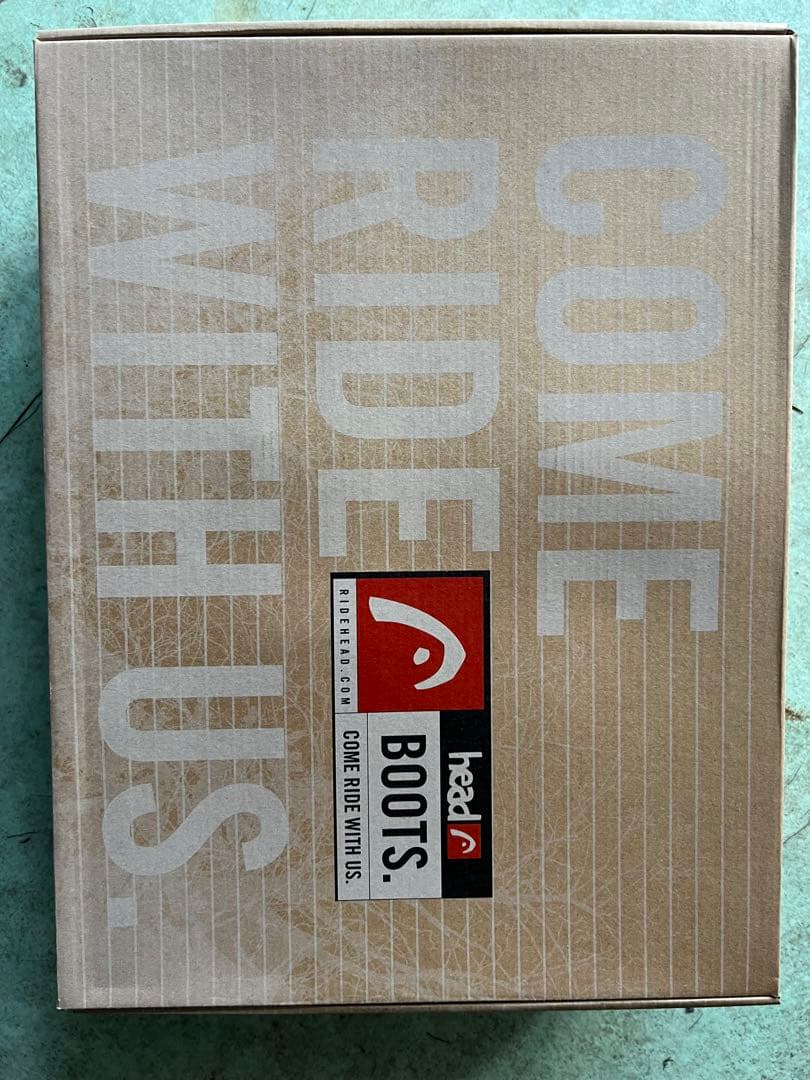 COME
RIDE
WITH US.
head
BOOTS.
RIDEHEAD.COM
COME RIDE WITH US.